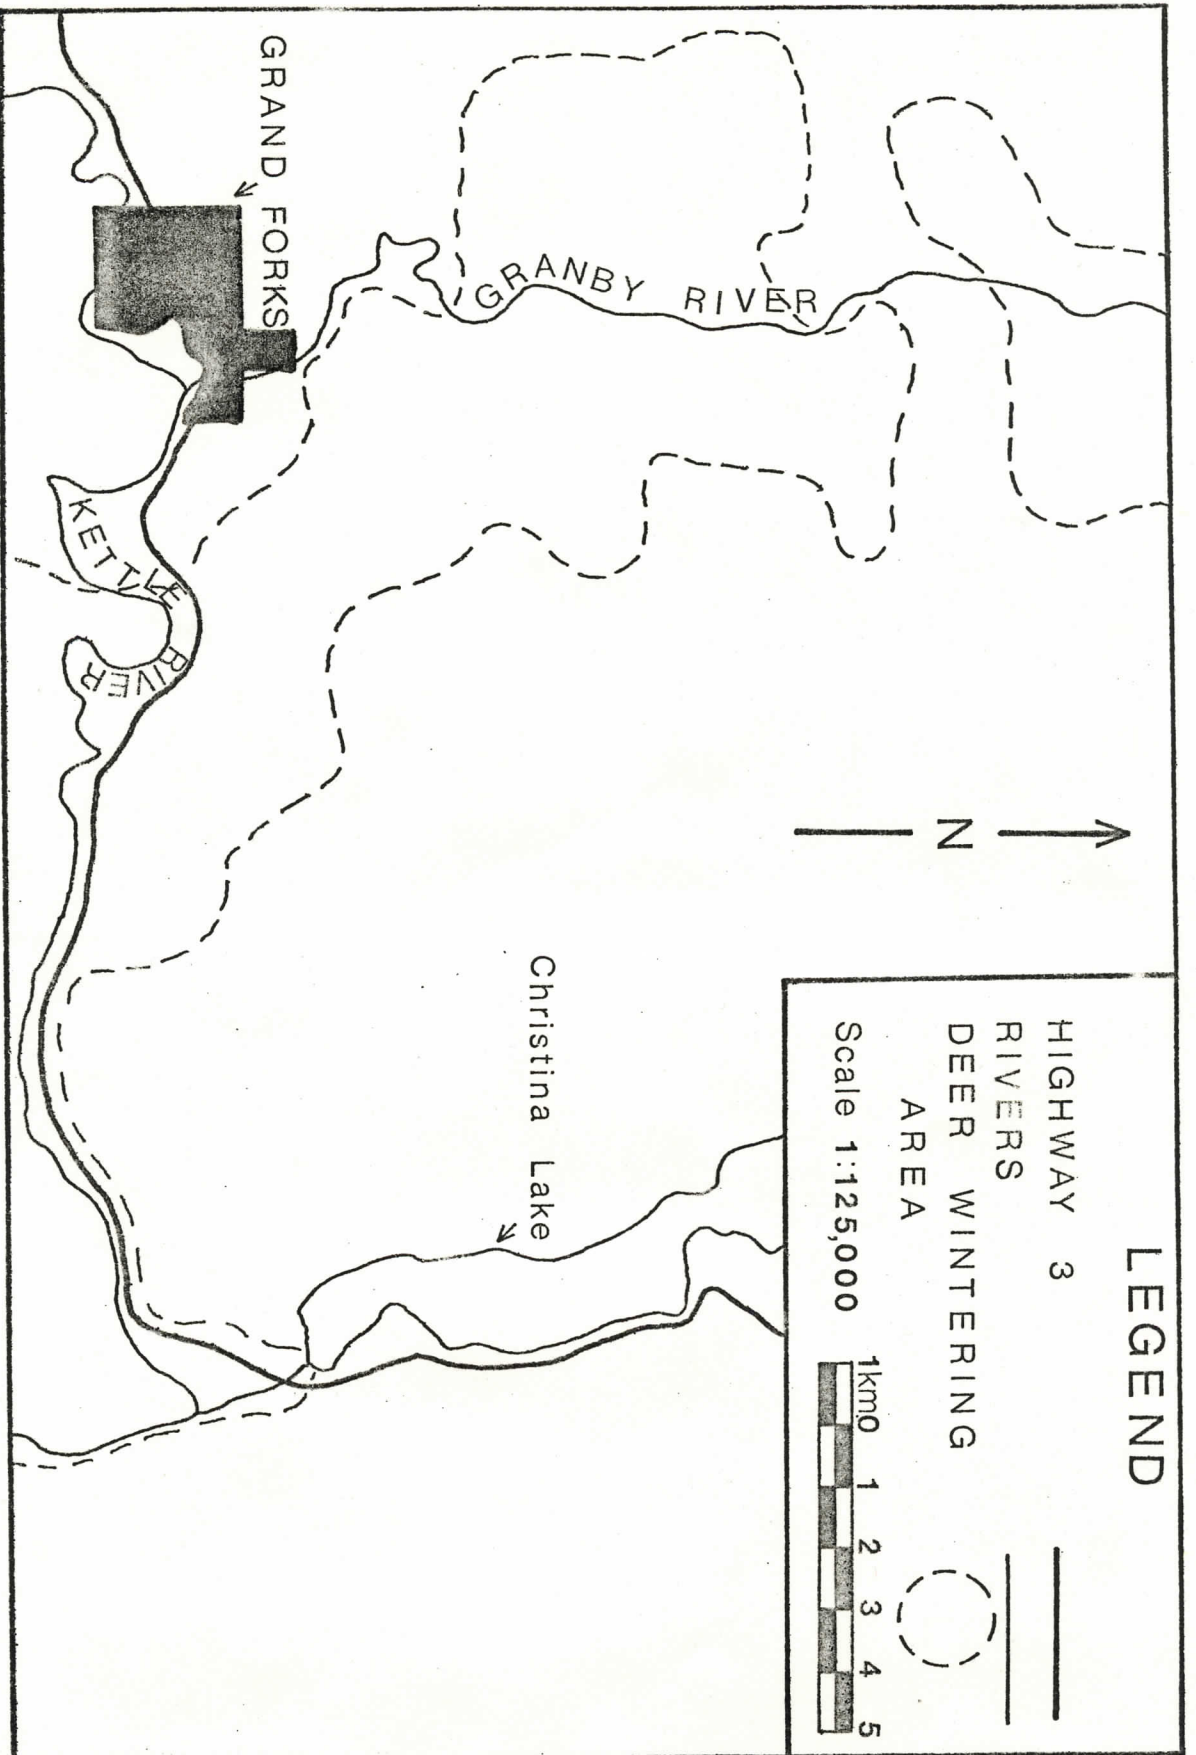 LEGEND
HIGHWAY 3
RIVERS
DEER WINTERING
AREA
Scale 1:125,000
1km0 1 2 3 4 5
N
GRANBY RIVER
Christina Lake
GRAND FORKS
KETTLE RIVER